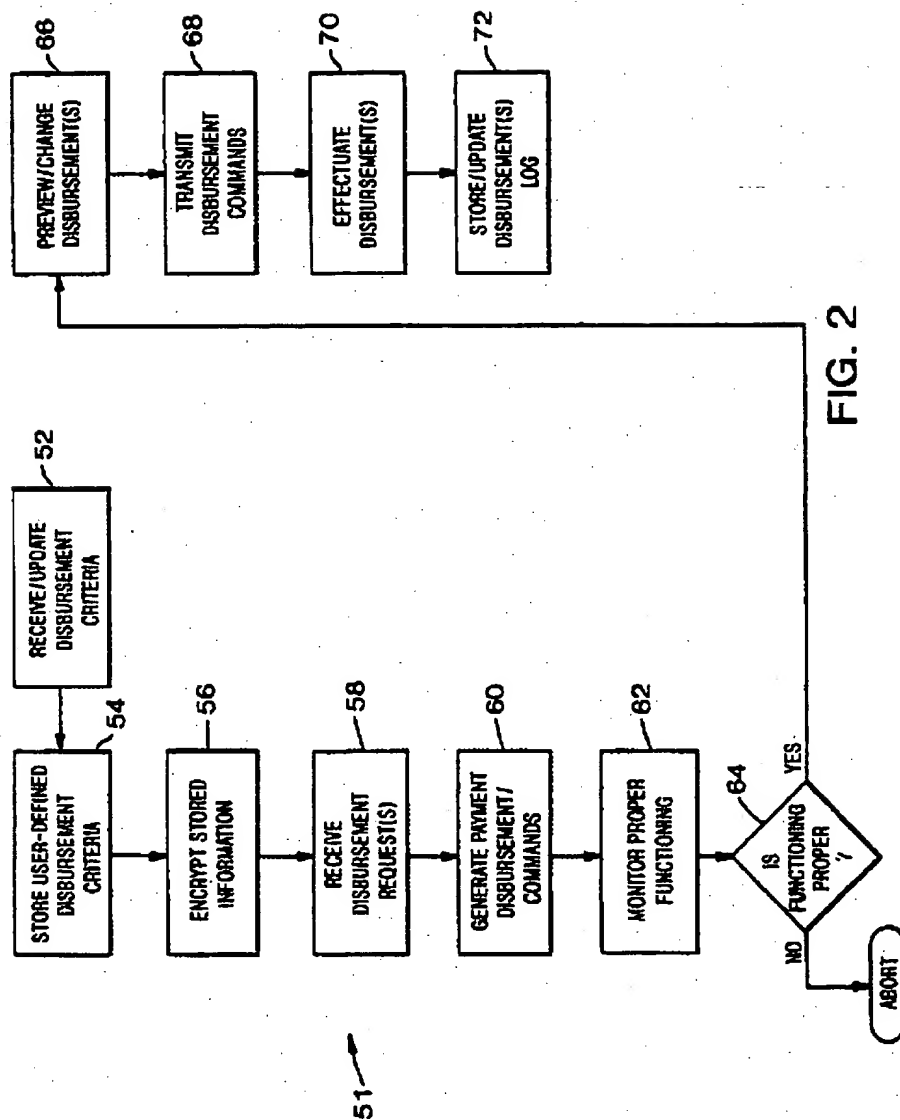 51
52
RECEIVE/UPDATE
DISBURSEMENT
CRITERIA
54
STORE USER-DEFINED
DISBURSEMENT
CRITERIA
56
ENCRYPT STORED
INFORMATION
58
RECEIVE
DISBURSEMENT
REQUEST(S)
60
GENERATE PAYMENT
DISBURSEMENT/
COMMANDS
62
MONITOR PROPER
FUNCTIONING
64
IS
FUNCTIONING
PROPER
?
NO
YES
ABORT
66
PREVIEW/CHANGE
DISBURSEMENT(S)
68
TRANSMIT
DISBURSEMENT
COMMANDS
70
EFFECTUATE
DISBURSEMENT(S)
72
STORE/UPDATE
DISBURSEMENT(S)
LOG
FIG. 2